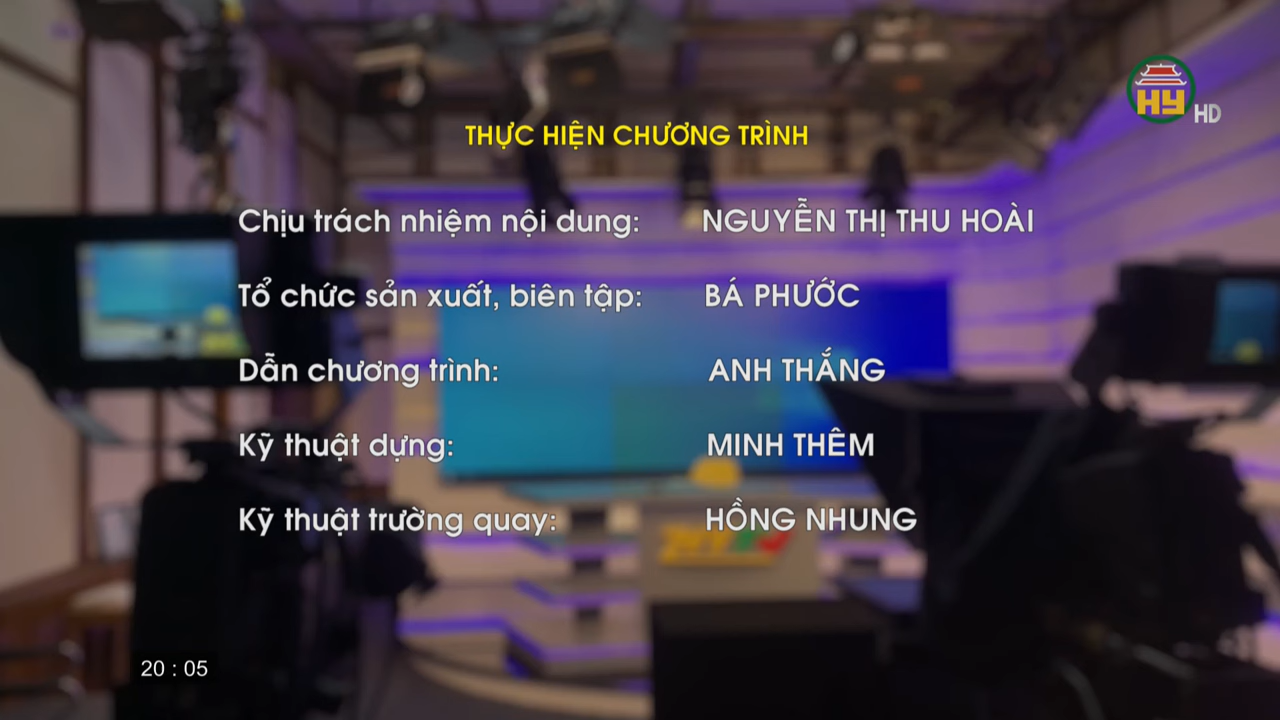 HY HD
THỰC HIỆN CHƯƠNG TRÌNH
Chịu trách nhiệm nội dung: NGUYỄN THỊ THU HOÀI
Tổ chức sản xuất, biên tập: BÁ PHƯỚC
Dẫn chương trình: ANH THẮNG
Kỹ thuật dựng: MINH THÊM
Kỹ thuật trường quay: HỒNG NHUNG
20 : 05